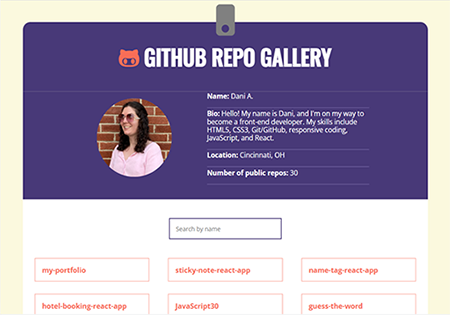 GITHUB REPO GALLERY
Name: Dani A.
Bio: Hello! My name is Dani, and I'm on my way to
become a front-end developer. My skills include
HTML5, CSS3, Git/GitHub, responsive coding,
JavaScript, and React.
Location: Cincinnati, OH
Number of public repos: 30
Search by name
my-portfolio
sticky-note-react-app
name-tag-react-app
hotel-booking-react-app
JavaScript30
guess-the-word